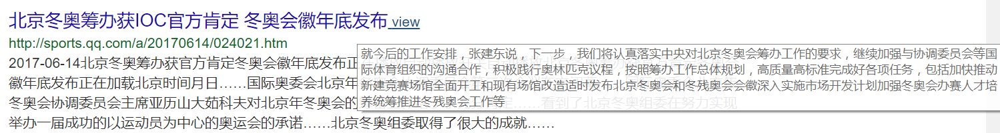 北京冬奥筹办获IOC官方肯定 冬奥会徽年底发布 view
http://sports.qq.com/a/20170614/024021.htm
2017-06-14北京冬奥筹办获官方肯定冬奥会徽年底发布正
徽年底发布正在加载北京时间月日……国际奥委会北京年
冬奥会协调委员会主席亚历山大茹科夫对北京年冬奥会的
定……看到了北京冬奥组委在努力实现
举办一届成功的以运动员为中心的奥运会的承诺……北京冬奥组委取得了很大的成就……
就今后的工作安排，张建东说，下一步，我们将认真落实中央对北京冬奥会筹办工作的要求，继续加强与协调委员会等国
际体育组织的沟通合作，积极践行奥林匹克议程，按照筹办工作总体规划，高质量高标准完成好各项任务，包括加快推动
新建竞赛场馆全面开工和现有场馆改造适时发布北京冬奥会和冬残奥会会徽深入实施市场开发计划加强冬奥会办赛人才培
养统筹推进冬残奥会工作等